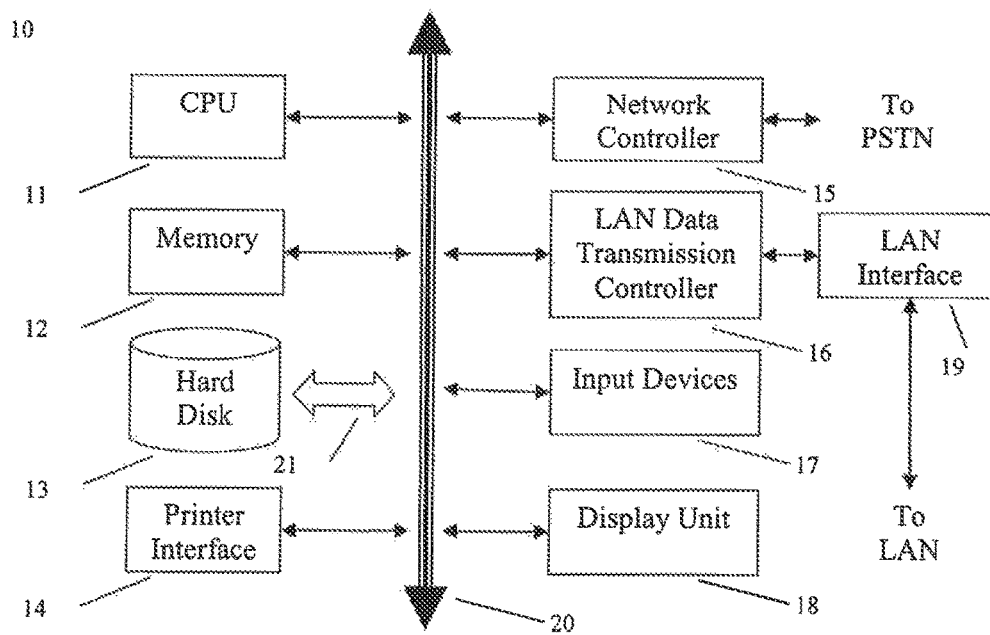 10
CPU
11
Memory
12
Hard
Disk
13
21
Printer
Interface
14
Network
Controller
15
To
PSTN
LAN Data
Transmission
Controller
16
LAN
Interface
19
Input Devices
17
To
LAN
Display Unit
18
20